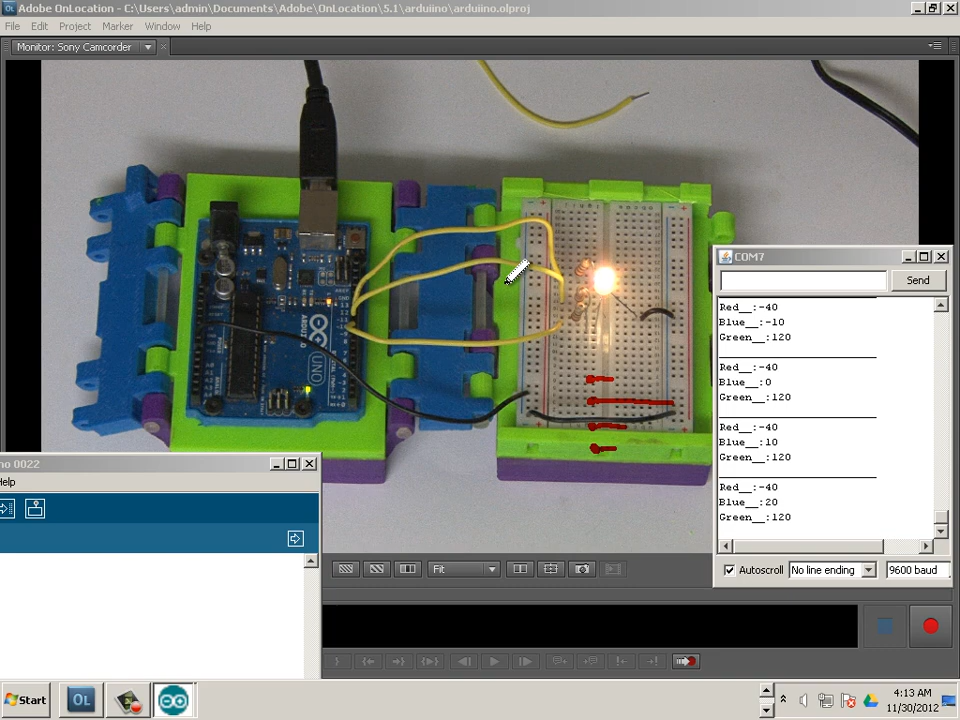 Adobe OnLocation - C:\Users\admin\Documents\Adobe\OnLocation\5.1\arduiino\arduiino.olproj
File Edit Project Marker Window Help
Monitor: Sony Camcorder
COM7
Send
Red__:-40
Blue__:-10
Green__:120
Red__:-40
Blue__:0
Green__:120
Red__:-40
Blue__:10
Green__:120
Red__:-40
Blue__:20
Green__:120
Autoscroll
No line ending
9600 baud
ARDUINO
UNO
no 0022
Help
Fit
Start
OL
4:13 AM
11/30/2012